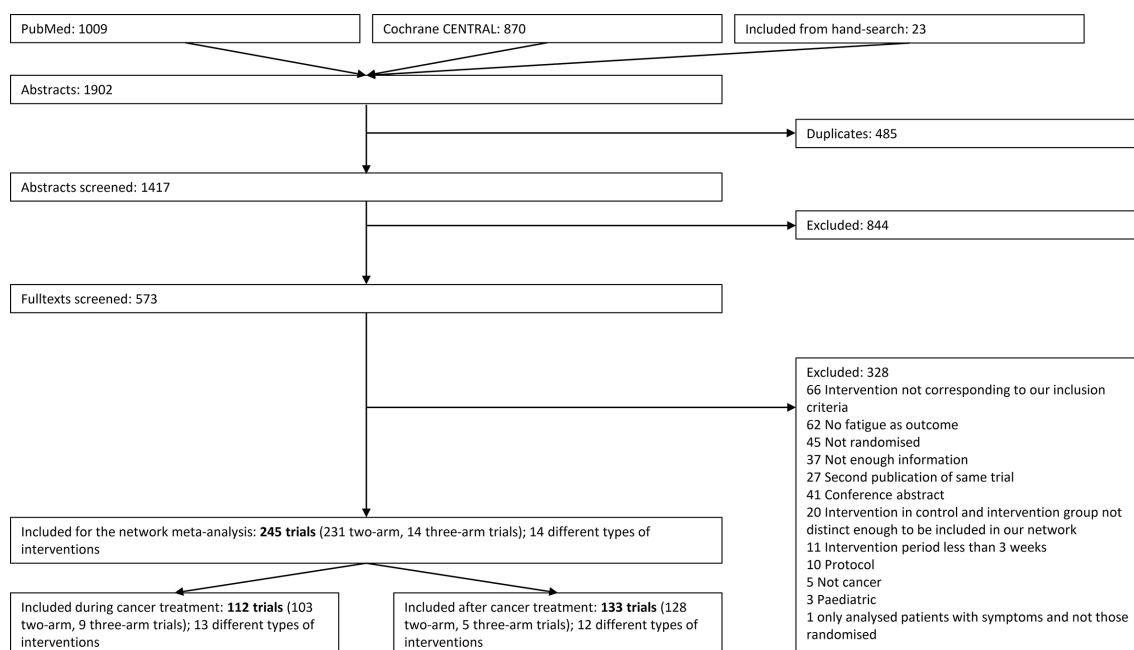 PubMed: 1009
Cochrane CENTRAL: 870
Included from hand-search: 23
Abstracts: 1902
Duplicates: 485
Abstracts screened: 1417
Excluded: 844
Fulltexts screened: 573
Excluded: 328
66 Intervention not corresponding to our inclusion
criteria
62 No fatigue as outcome
45 Not randomised
37 Not enough information
27 Second publication of same trial
41 Conference abstract
20 Intervention in control and intervention group not
distinct enough to be included in our network
11 Intervention period less than 3 weeks
10 Protocol
5 Not cancer
3 Paediatric
1 only analysed patients with symptoms and not those
randomised
Included for the network meta-analysis: 245 trials (231 two-arm, 14 three-arm trials); 14 different types of
interventions
Included during cancer treatment: 112 trials (103
two-arm, 9 three-arm trials); 13 different types of
interventions
Included after cancer treatment: 133 trials (128
two-arm, 5 three-arm trials); 12 different types of
interventions